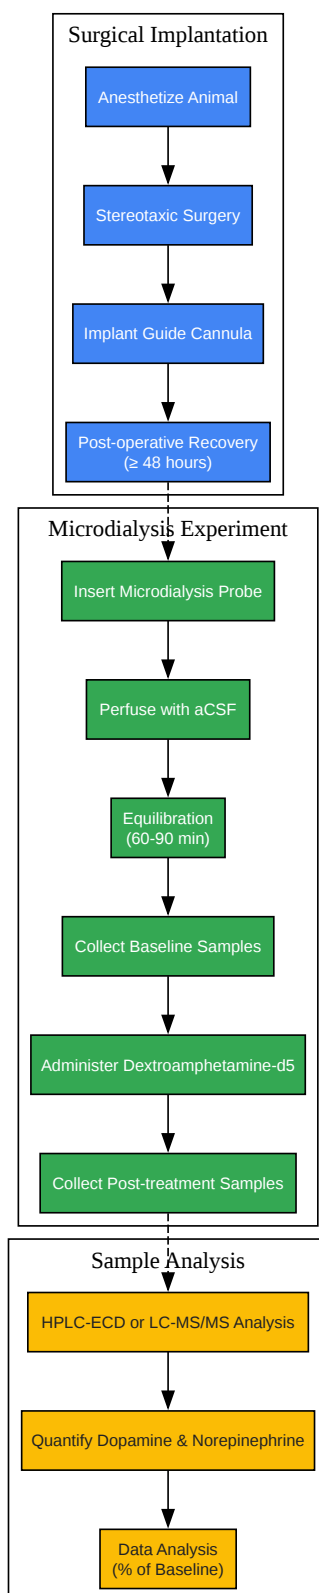 Surgical Implantation
Anesthetize Animal
Stereotaxic Surgery
Implant Guide Cannula
Post-operative Recovery
(≥ 48 hours)
Microdialysis Experiment
Insert Microdialysis Probe
Perfuse with aCSF
Equilibration
(60-90 min)
Collect Baseline Samples
Administer Dextroamphetamine-d5
Collect Post-treatment Samples
Sample Analysis
HPLC-ECD or LC-MS/MS Analysis
Quantify Dopamine & Norepinephrine
Data Analysis
(% of Baseline)